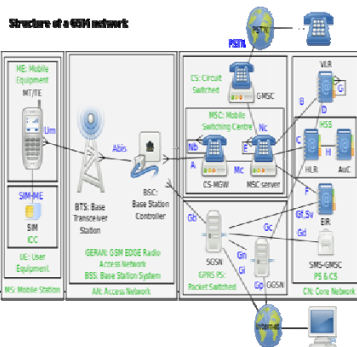 Structure of a GSM network
PSTN
PSTN
ME: Mobile
Equipment
MT/TE
Um
SIM-ME
SIM
ICC
UE: User
Equipment
MS: Mobile Station
Abis
BTS: Base
Transceiver
Station
BSC:
Base Station
Controller
GERAN: GSM EDGE Radio
Access Network
BSS: Base Station System
AN: Access Network
CS: Circuit
Switched
GMSC
MSC: Mobile
Switching Centre
Nc
Nb
E
A
Mc
CS-MGW
MSC-server
VLR
G
B
D
HSS
C
H
HLR
AuC
F
EIR
Gf,Sv
Gd
SMS-GMSC
PS & CS
CN: Core Network
Gb
Gc
SGSN
Gn
Gi
Gp
GGSN
GPRS PS:
Packet Switched
Internet